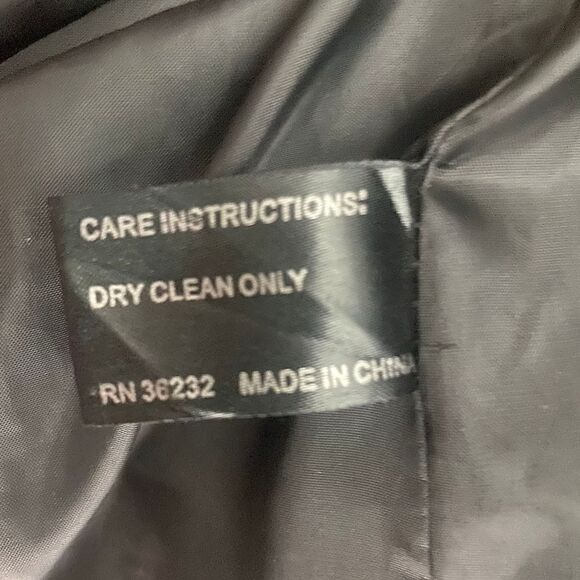 CARE INSTRUCTIONS:
DRY CLEAN ONLY
RN 36232 MADE IN CHINA